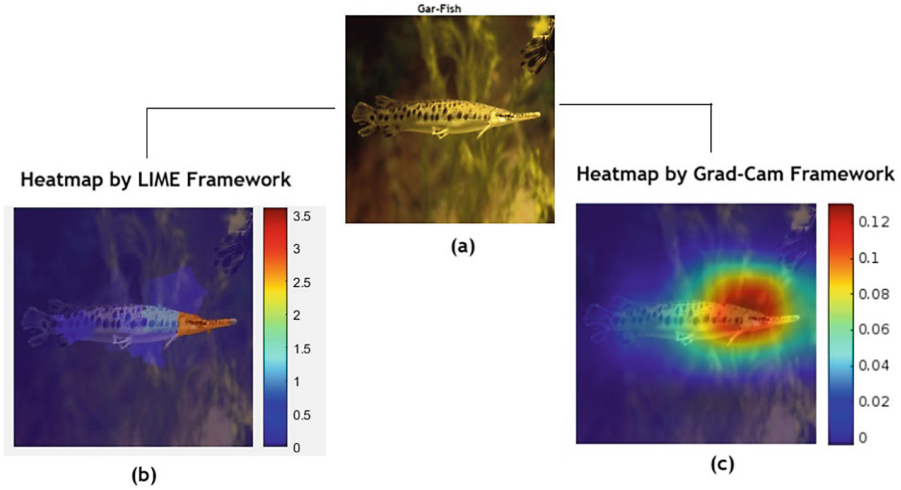 Gar-Fish
(a)
Heatmap by LIME Framework
3.5
3
2.5
2
1.5
1
0.5
0
(b)
Heatmap by Grad-Cam Framework
0.12
0.1
0.08
0.06
0.04
0.02
0
(c)